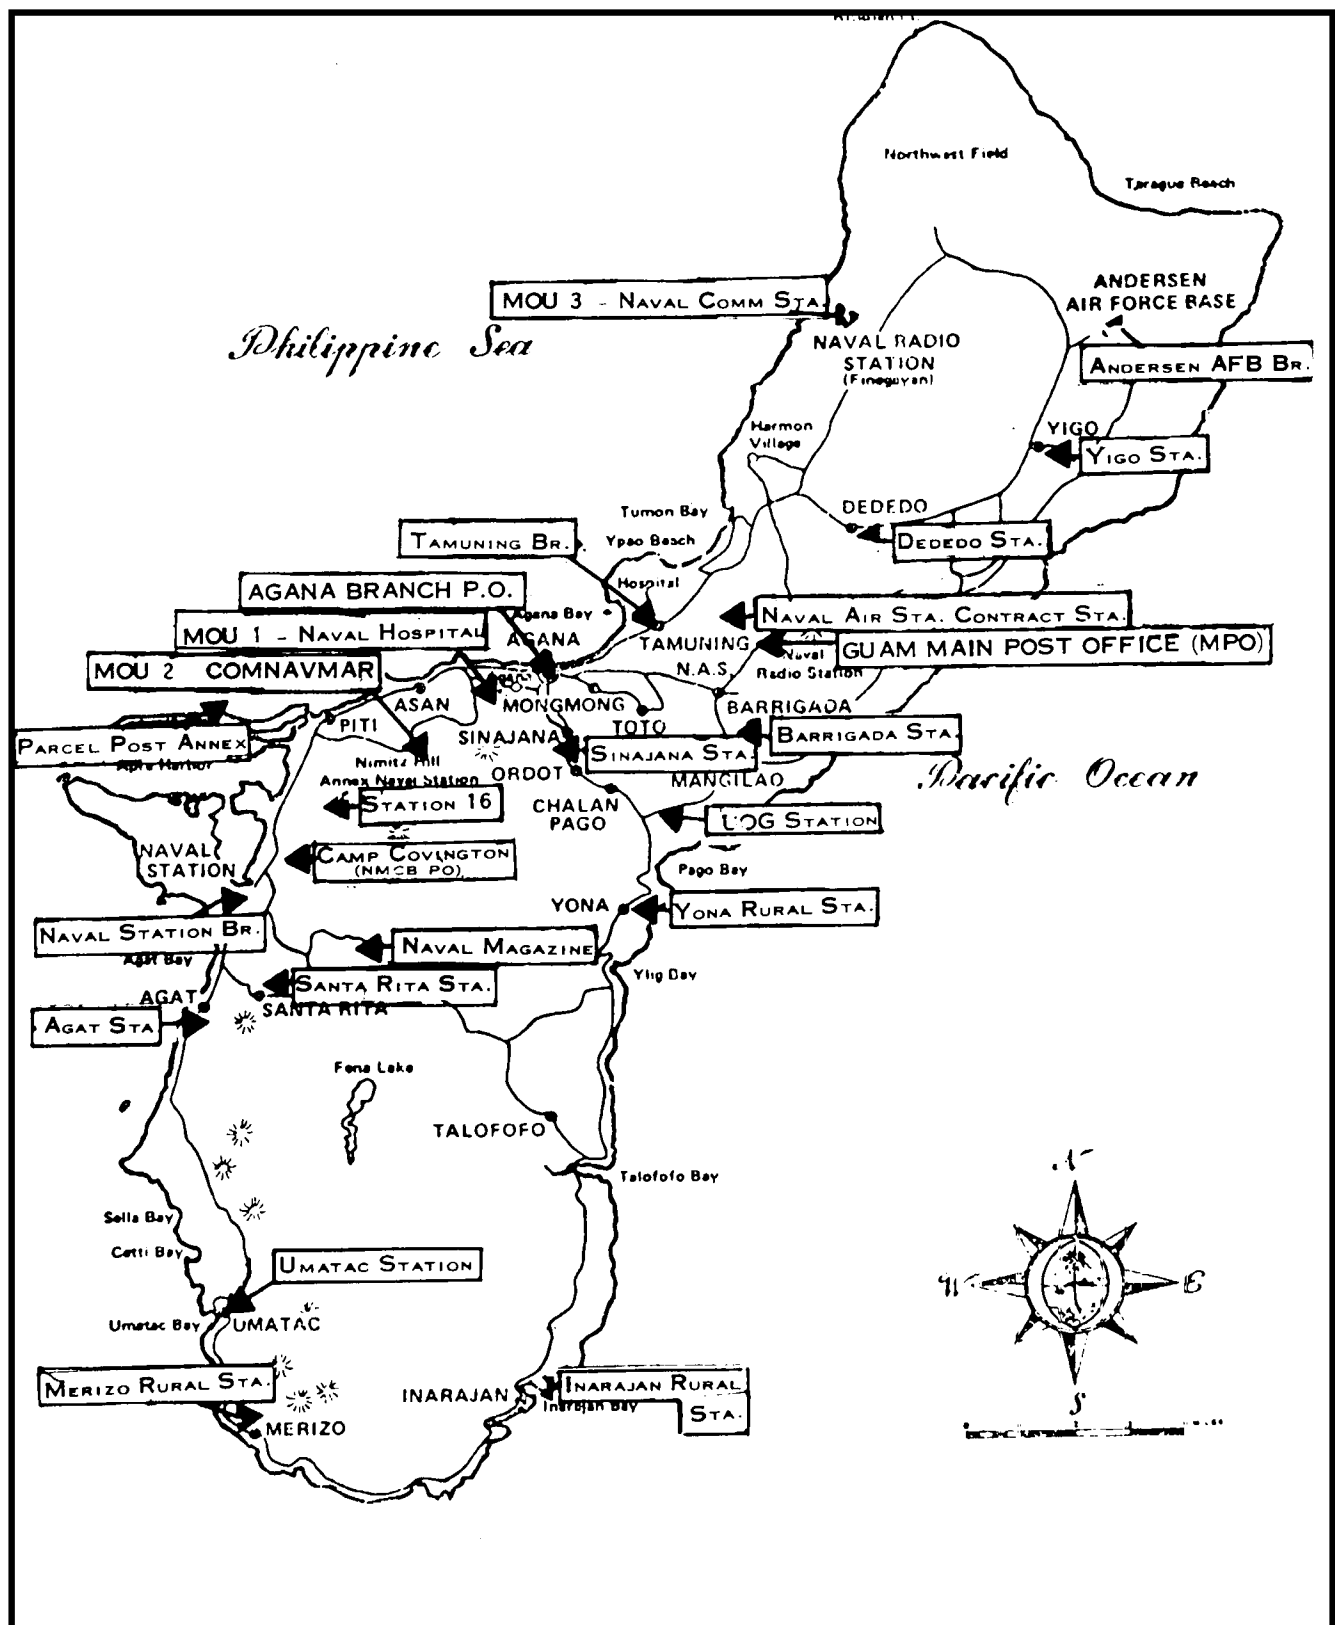 Northwest Field
Tarague Beach
ANDERSEN
AIR FORCE BASE
MOU 3 - NAVAL COMM STA.
Philippine Sea
NAVAL RADIO
STATION
(Finegayan)
ANDERSEN AFB BR.
Harmon
Village
YIGO
YIGO STA.
DEDEDO
Tumon Bay
TAMUNING BR.
Ypao Beach
DEDEDO STA.
Hospital
AGANA BRANCH P.O.
Agana Bay
NAVAL AIR STA. CONTRACT STA.
MOU 1 - NAVAL HOSPITAL
AGANA
TAMUNING
GUAM MAIN POST OFFICE (MPO)
MOU 2 COMNAVMAR
N.A.S.
Naval
Radio Station
ASAN
MONGMONG
BARRIGADA
PITI
TOTO
SINAJANA
BARRIGADA STA.
PARCEL POST ANNEX
SINAJANA STA.
Apra Harbor
Nimitz Hill
Annex Naval Station
ORDOT
MANGILAO
Pacific Ocean
STATION 16
CHALAN
PAGO
UOG STATION
NAVAL
STATION
CAMP COVINGTON
(NMCB PO)
Pago Bay
YONA
YONA RURAL STA.
NAVAL STATION BR.
NAVAL MAGAZINE
Agat Bay
Ylig Bay
SANTA RITA STA.
AGAT
SANTA RITA
AGAT STA
Fena Lake
TALOFOFO
Talofofo Bay
N
Sella Bay
Cetti Bay
UMATAC STATION
W
E
Umatac Bay
UMATAC
MERIZO RURAL STA.
INARAJAN
INARAJAN RURAL
STA.
Inarajan Bay
S
MERIZO